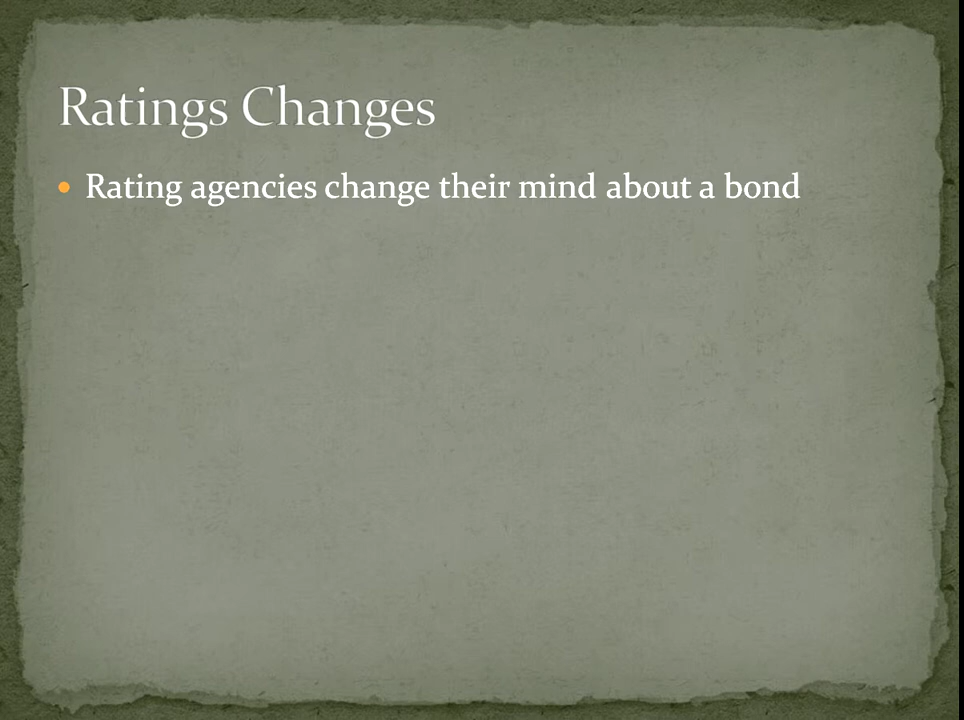 Ratings Changes
Rating agencies change their mind about a bond